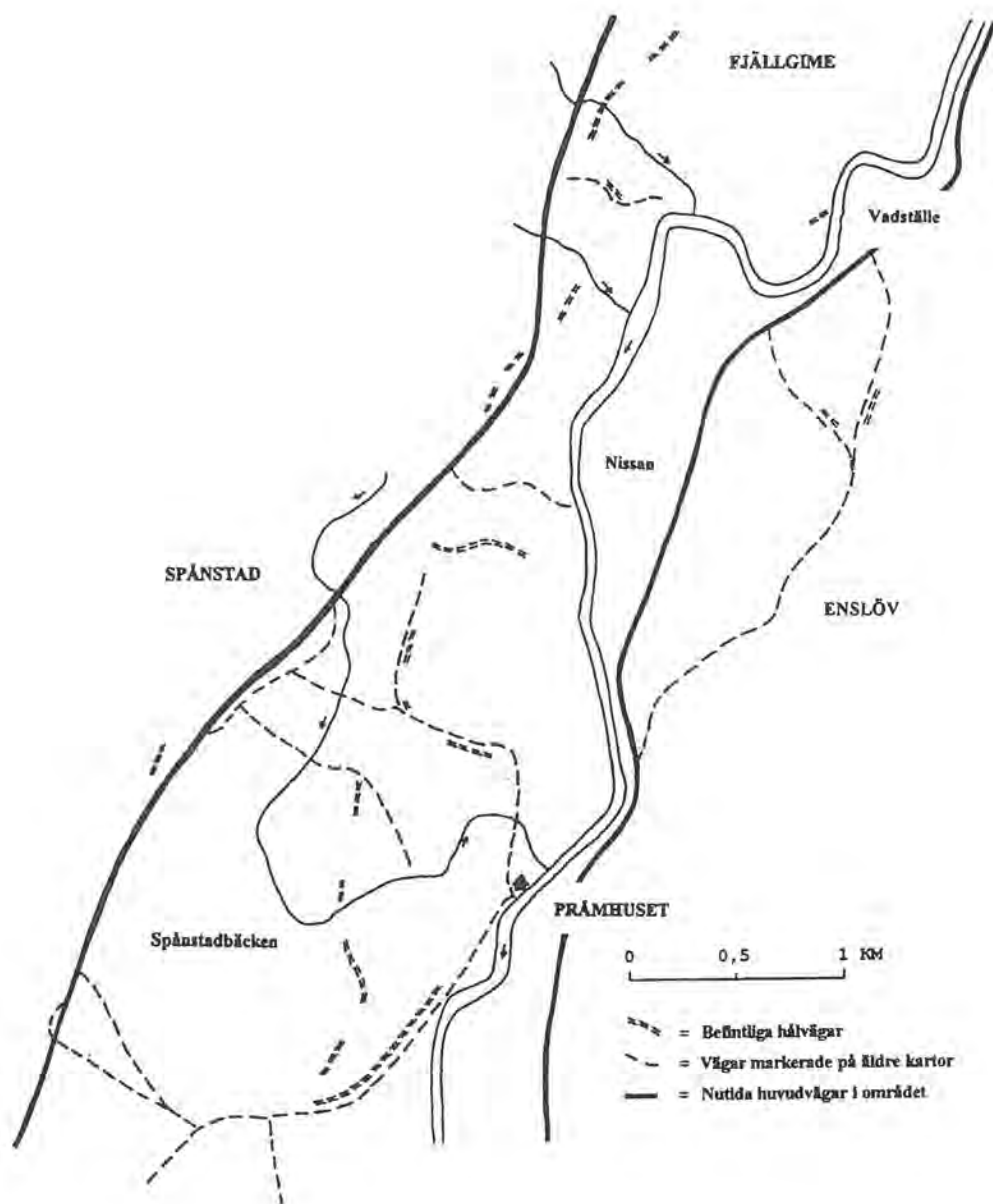 FJÄLLGIME
Vadställe
Nissan
SPÅNSTAD
ENSLÖV
PRÅMHUSET
Spånstadbäcken
0 0,5 1 KM
= Befintliga hålvägar
= Vägar markerade på äldre kartor
= Nutida huvudvägar i området